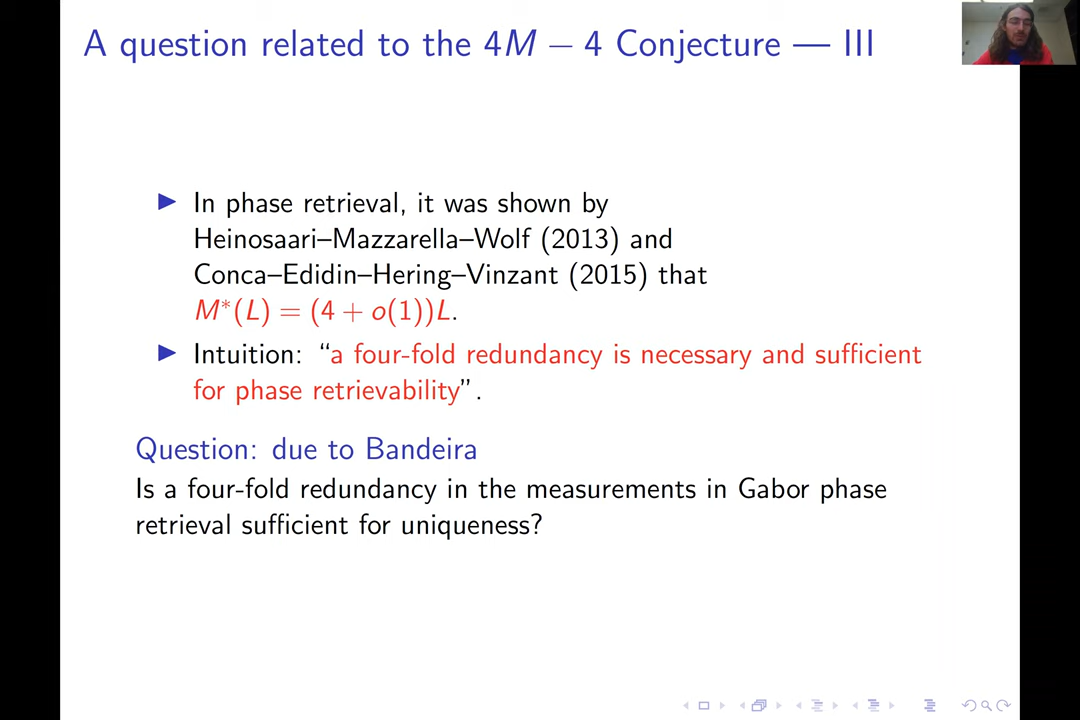 A question related to the 4M − 4 Conjecture — III
▶ In phase retrieval, it was shown by
Heinosaari–Mazzarella–Wolf (2013) and
Conca–Edidin–Hering–Vinzant (2015) that
M*(L) = (4 + o(1))L.
▶ Intuition: “a four-fold redundancy is necessary and sufficient
for phase retrievability”.
Question: due to Bandeira
Is a four-fold redundancy in the measurements in Gabor phase
retrieval sufficient for uniqueness?